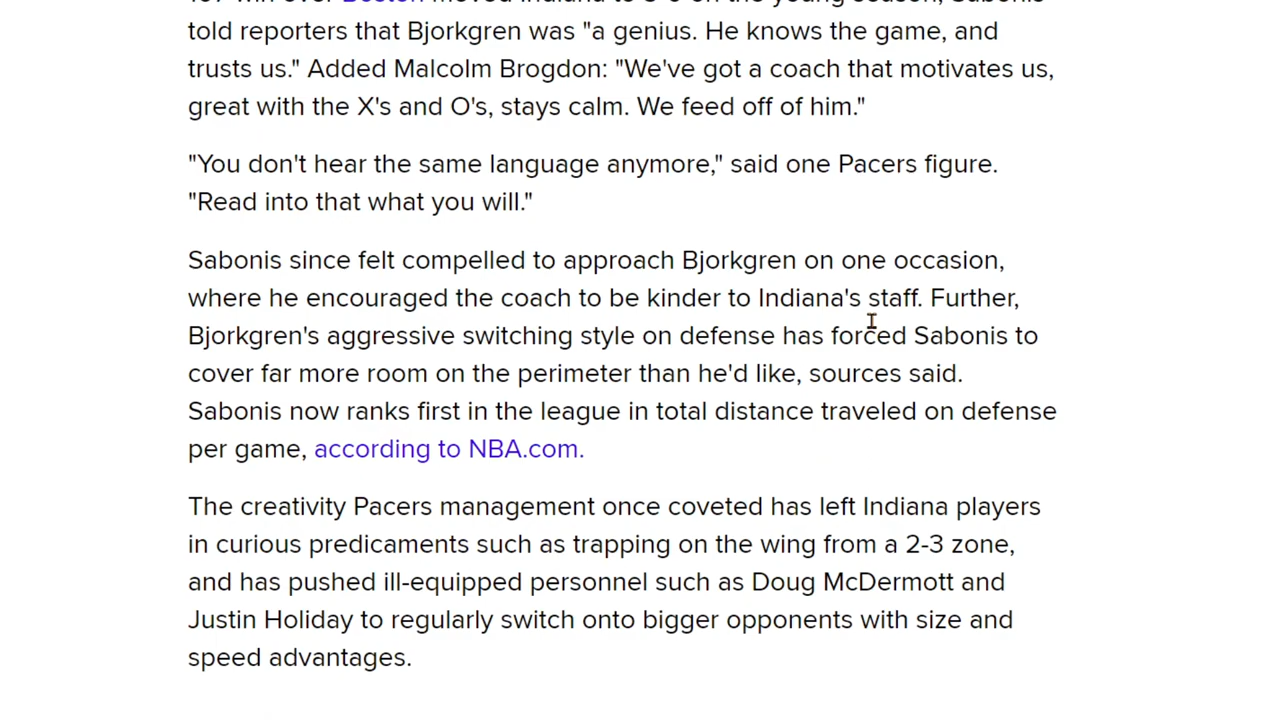 told reporters that Bjorkgren was "a genius. He knows the game, and
trusts us." Added Malcolm Brogdon: "We've got a coach that motivates us,
great with the X's and O's, stays calm. We feed off of him."
"You don't hear the same language anymore," said one Pacers figure.
"Read into that what you will."
Sabonis since felt compelled to approach Bjorkgren on one occasion,
where he encouraged the coach to be kinder to Indiana's staff. Further,
Bjorkgren's aggressive switching style on defense has forced Sabonis to
cover far more room on the perimeter than he'd like, sources said.
Sabonis now ranks first in the league in total distance traveled on defense
per game, according to NBA.com.
The creativity Pacers management once coveted has left Indiana players
in curious predicaments such as trapping on the wing from a 2-3 zone,
and has pushed ill-equipped personnel such as Doug McDermott and
Justin Holiday to regularly switch onto bigger opponents with size and
speed advantages.